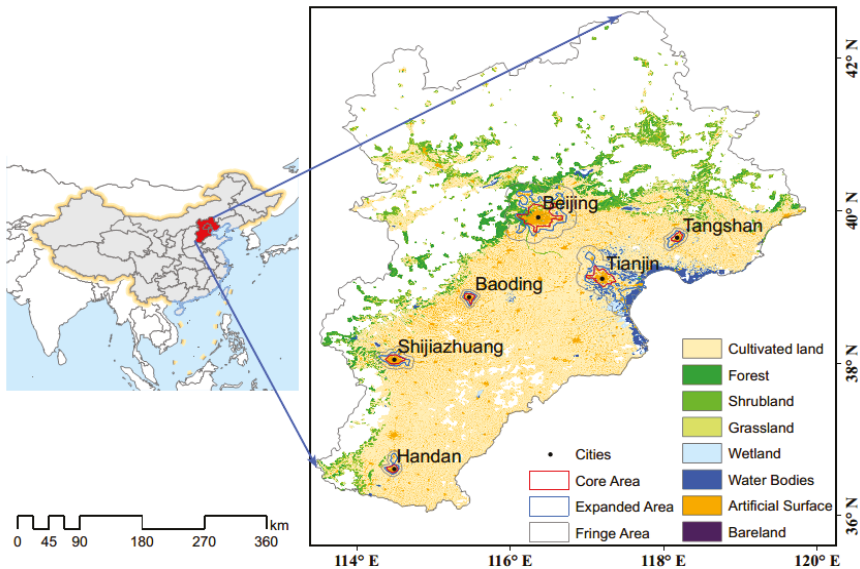 42° N
40° N
38° N
36° N
Beijing
Tangshan
Tianjin
Baoding
Shijiazhuang
Handan
Cities
Core Area
Expanded Area
Fringe Area
Cultivated land
Forest
Shrubland
Grassland
Wetland
Water Bodies
Artificial Surface
Bareland
km
0 45 90 180 270 360
114° E 116° E 118° E 120° E